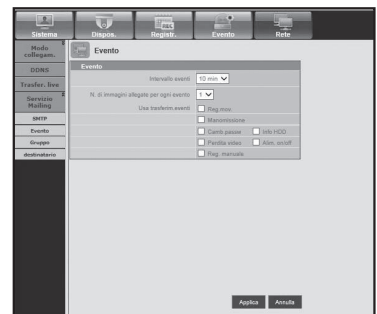 Sistema
Dispos.
Registr.
Evento
Rete
Modo
collegam.
DDNS
Trasfer. live
Servizio
Mailing
SMTP
Evento
Gruppo
destinatario
Evento
Evento
Intervallo eventi
10 min
N. di immagini allegate per ogni evento
1
Usa trasferim.eventi
Reg.mov.
Manomissione
Camb.passw
Info HDD
Perdita video
Alim. on/off
Reg. manuale
Applica
Annulla